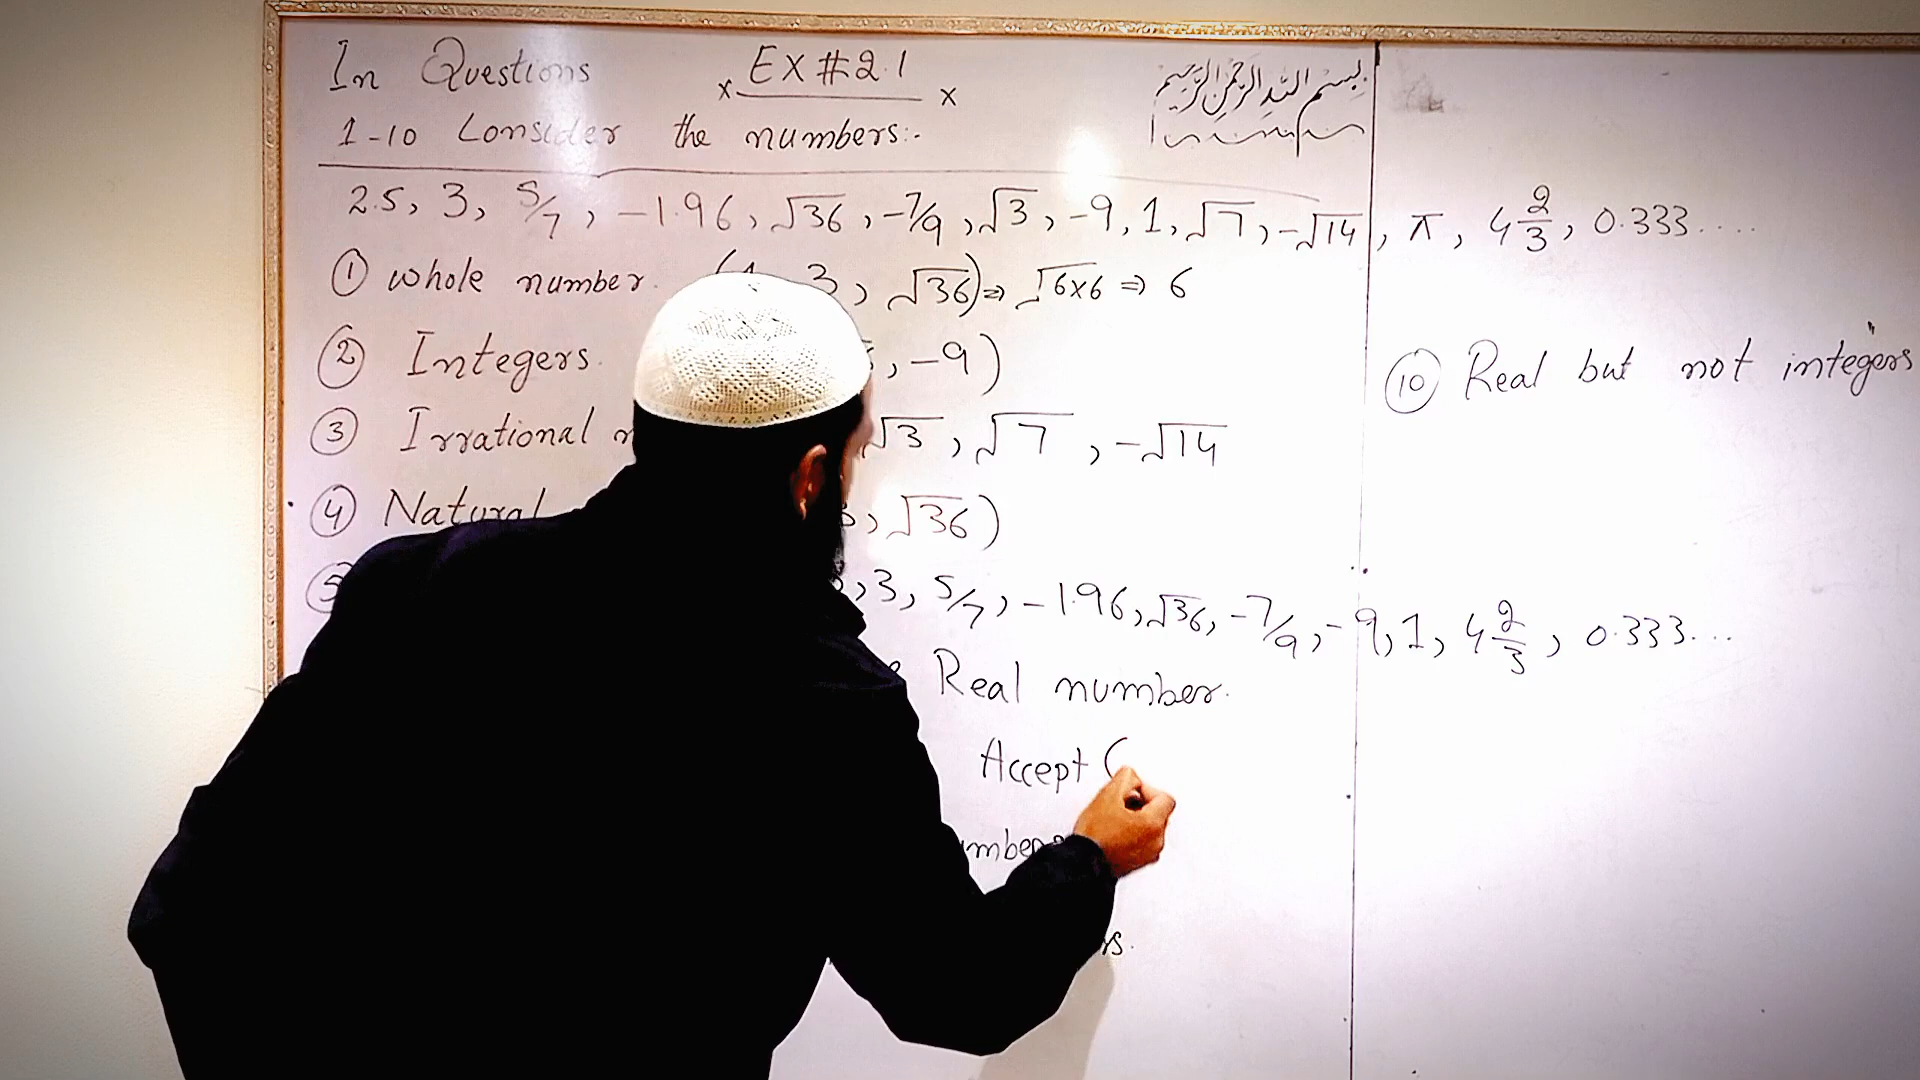 In Questions
× EX#2.1 ×
بسم الله الرحمن الرحيم
1-10 Consider the numbers:-
2.5, 3, 5/7, -1.96, √36, -7/9, √3, -9, 1, √7, -√14, π, 4 2/3, 0.333....
① whole number. 3, √36) ⇒ √6×6 ⇒ 6
② Integers. , -9)
③ Irrational √3, √7, -√14
④ Natural , √36)
⑤ , 3, 5/7, -1.96, √36, -7/9, -9, 1, 4 2/3, 0.333...
Real number.
Accept (
⑩ Real but not integers